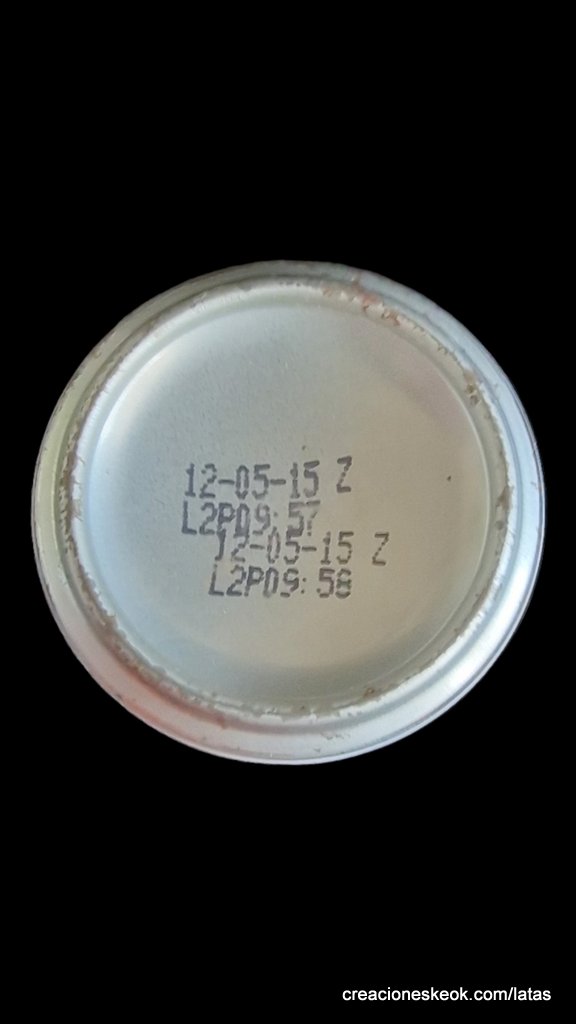 12-05-15 Z
L2P09:57
12-05-15 Z
L2P09:58
creacioneskeok.com/latas